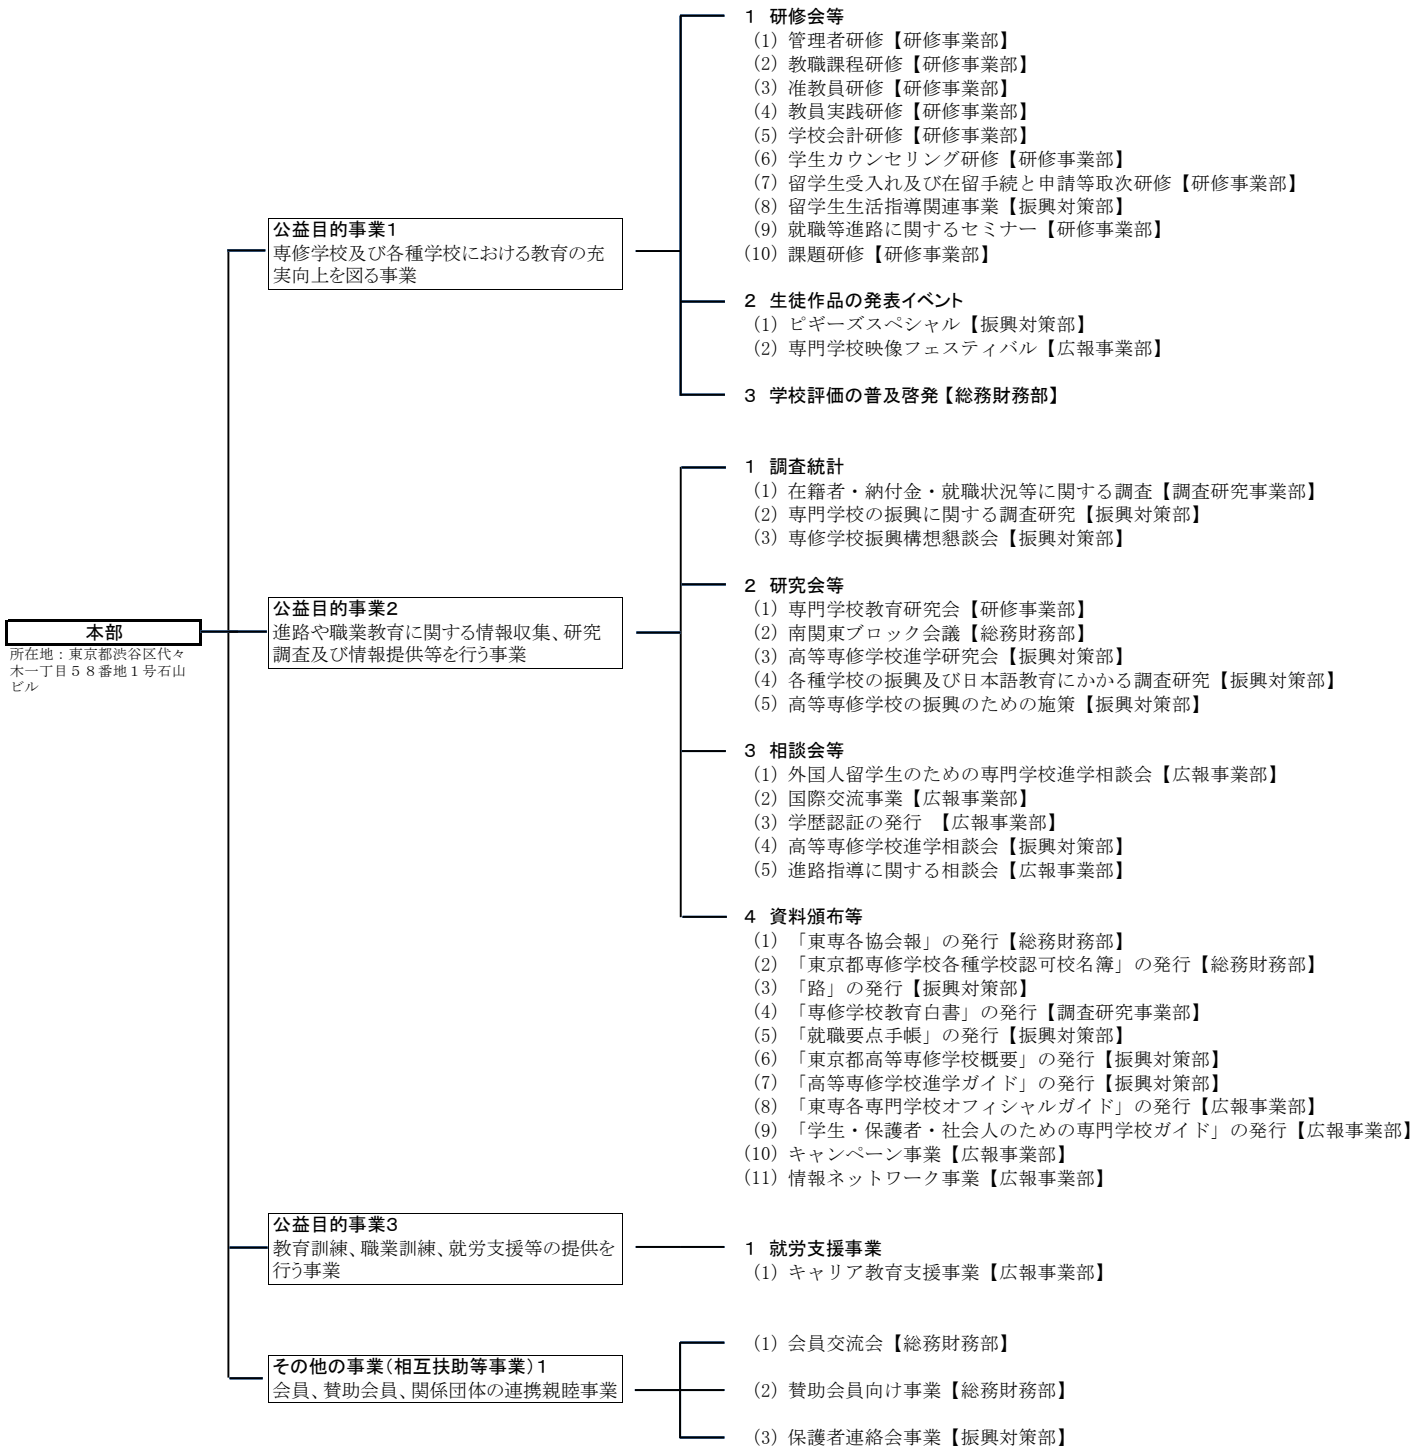 本部
所在地：東京都渋谷区代々
木一丁目５８番地１号石山
ビル
公益目的事業1
専修学校及び各種学校における教育の充
実向上を図る事業
1 研修会等
(1) 管理者研修【研修事業部】
(2) 教職課程研修【研修事業部】
(3) 准教員研修【研修事業部】
(4) 教員実践研修【研修事業部】
(5) 学校会計研修【研修事業部】
(6) 学生カウンセリング研修【研修事業部】
(7) 留学生受入れ及び在留手続と申請等取次研修【研修事業部】
(8) 留学生生活指導関連事業【振興対策部】
(9) 就職等進路に関するセミナー【研修事業部】
(10) 課題研修【研修事業部】
2 生徒作品の発表イベント
(1) ピギーズスペシャル【振興対策部】
(2) 専門学校映像フェスティバル【広報事業部】
3 学校評価の普及啓発【総務財務部】
公益目的事業2
進路や職業教育に関する情報収集、研究
調査及び情報提供等を行う事業
1 調査統計
(1) 在籍者・納付金・就職状況等に関する調査【調査研究事業部】
(2) 専門学校の振興に関する調査研究【振興対策部】
(3) 専修学校振興構想懇談会【振興対策部】
2 研究会等
(1) 専門学校教育研究会【研修事業部】
(2) 南関東ブロック会議【総務財務部】
(3) 高等専修学校進学研究会【振興対策部】
(4) 各種学校の振興及び日本語教育にかかる調査研究【振興対策部】
(5) 高等専修学校の振興のための施策【振興対策部】
3 相談会等
(1) 外国人留学生のための専門学校進学相談会【広報事業部】
(2) 国際交流事業【広報事業部】
(3) 学歴認証の発行 【広報事業部】
(4) 高等専修学校進学相談会【振興対策部】
(5) 進路指導に関する相談会【広報事業部】
4 資料頒布等
(1) 「東専各協会報」の発行【総務財務部】
(2) 「東京都専修学校各種学校認可校名簿」の発行【総務財務部】
(3) 「路」の発行【振興対策部】
(4) 「専修学校教育白書」の発行【調査研究事業部】
(5) 「就職要点手帳」の発行【振興対策部】
(6) 「東京都高等専修学校概要」の発行【振興対策部】
(7) 「高等専修学校進学ガイド」の発行【振興対策部】
(8) 「東専各専門学校オフィシャルガイド」の発行【広報事業部】
(9) 「学生・保護者・社会人のための専門学校ガイド」の発行【広報事業部】
(10) キャンペーン事業【広報事業部】
(11) 情報ネットワーク事業【広報事業部】
公益目的事業3
教育訓練、職業訓練、就労支援等の提供を
行う事業
1 就労支援事業
(1) キャリア教育支援事業【広報事業部】
その他の事業(相互扶助等事業)1
会員、賛助会員、関係団体の連携親睦事業
(1) 会員交流会【総務財務部】
(2) 賛助会員向け事業【総務財務部】
(3) 保護者連絡会事業【振興対策部】